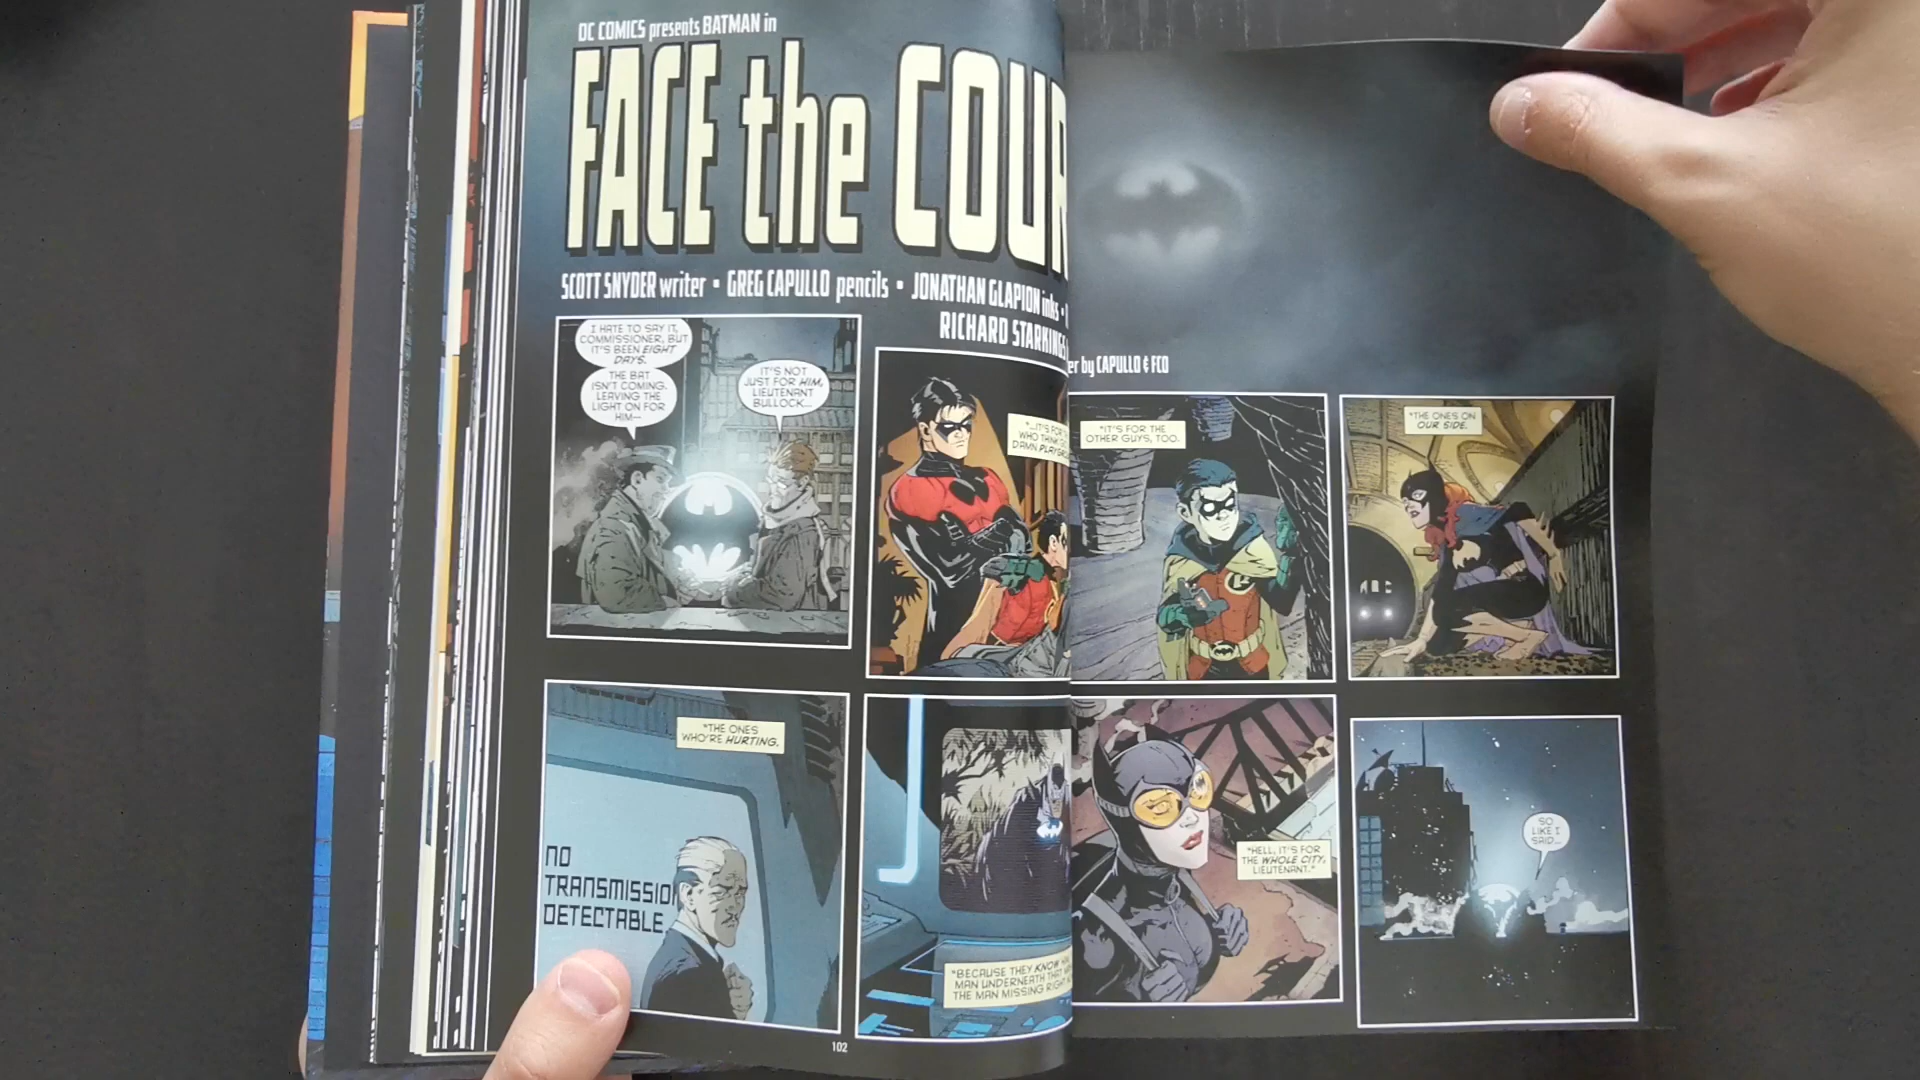 DC COMICS presents BATMAN in
FACE the COUR
SCOTT SNYDER writer • GREG CAPULLO pencils • JONATHAN GLAPION inks •
RICHARD STARKINGS
er by CAPULLO & FCO
I HATE TO SAY IT,
COMMISSIONER, BUT
IT'S BEEN EIGHT
DAYS.
THE BAT
ISN'T COMING.
LEAVING THE
LIGHT ON FOR
HIM--
IT'S NOT
JUST FOR HIM,
LIEUTENANT
BULLOCK...
"...IT'S FOR
WHO THINK
DAMN
"IT'S FOR THE
OTHER GUYS, TOO.
"THE ONES ON
OUR SIDE.
"THE ONES
WHO'RE HURTING.
NO
TRANSMISSION
DETECTABLE
"BECAUSE THEY KNOW
MAN UNDERNEATH THAT
THE MAN MISSING RIGHT
"HELL, IT'S FOR
THE WHOLE CITY,
LIEUTENANT."
SO
LIKE I
SAID...
102